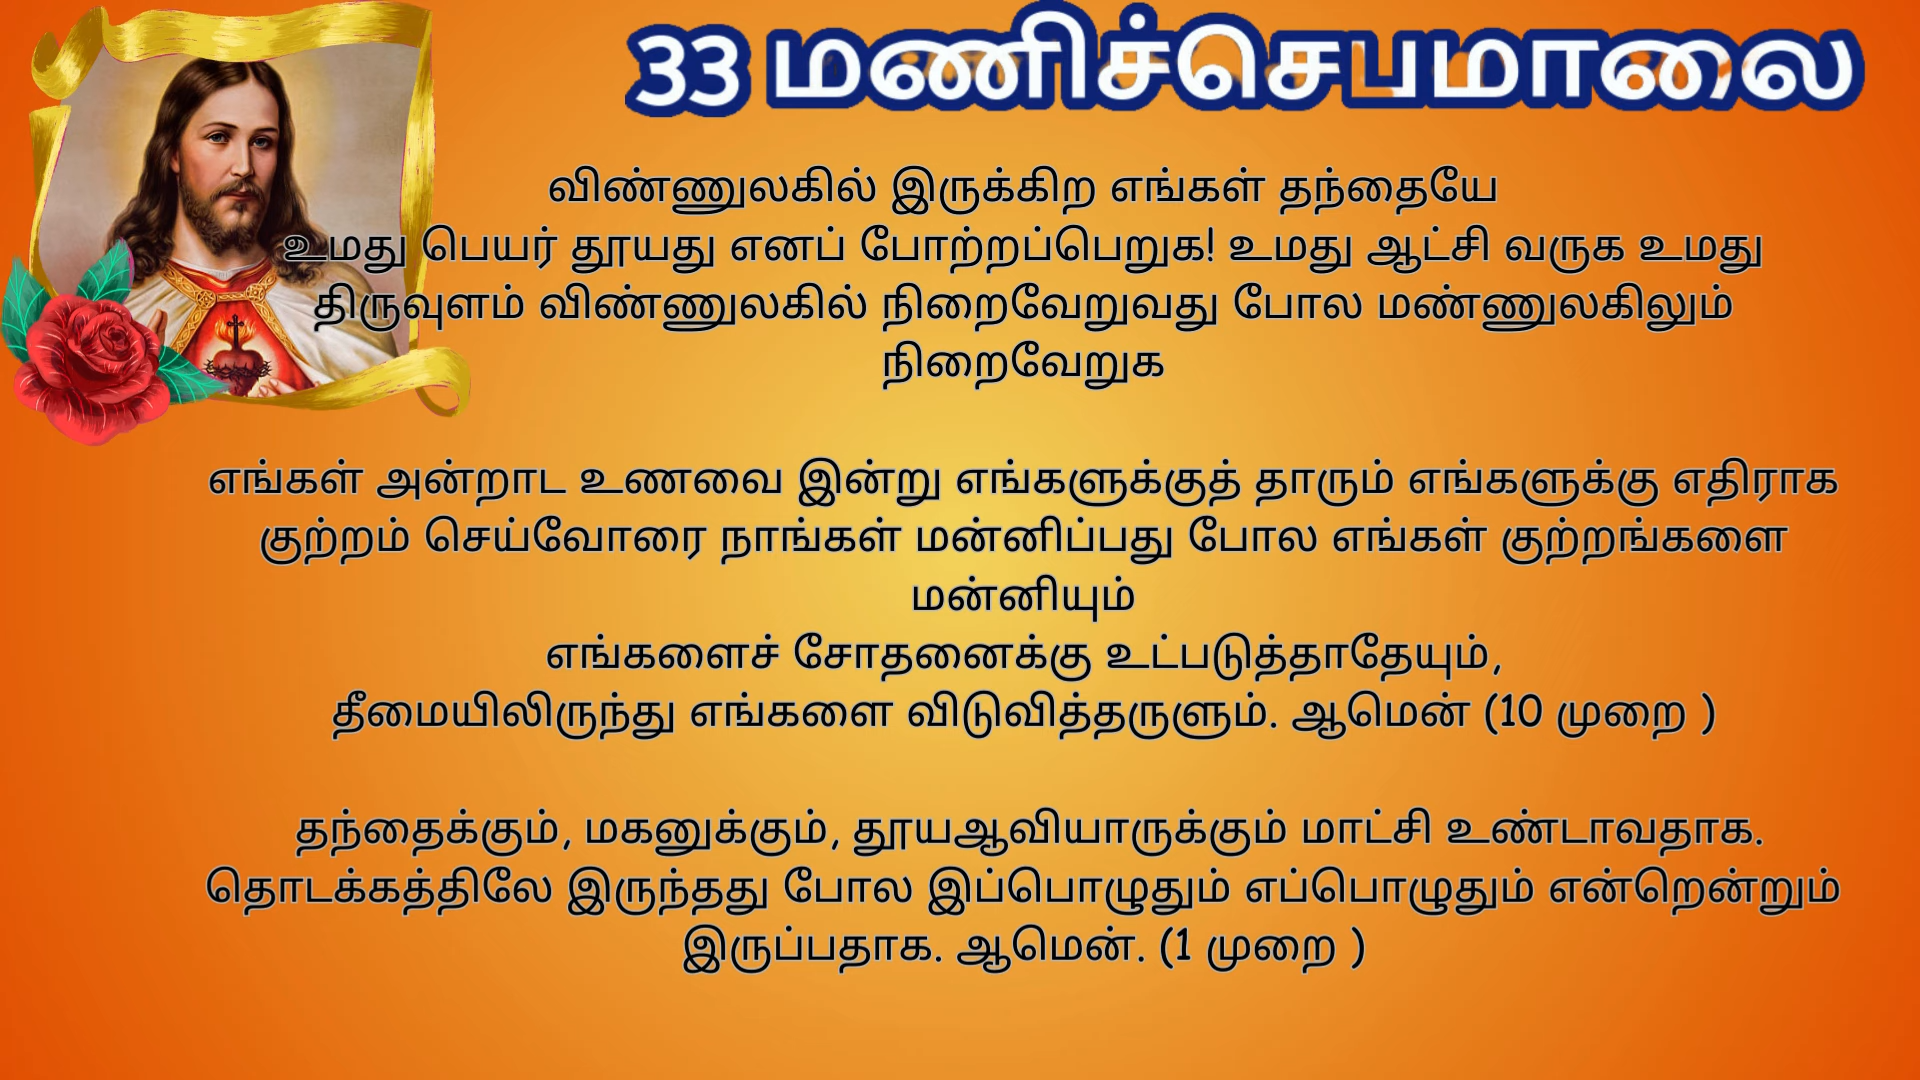 33 மணிச்செபமாலை
விண்ணுலகில் இருக்கிற எங்கள் தந்தையே
உமது பெயர் தூயது எனப் போற்றப்பெறுக! உமது ஆட்சி வருக உமது
திருவுளம் விண்ணுலகில் நிறைவேறுவது போல மண்ணுலகிலும்
நிறைவேறுக
எங்கள் அன்றாட உணவை இன்று எங்களுக்குத் தாரும் எங்களுக்கு எதிராக
குற்றம் செய்வோரை நாங்கள் மன்னிப்பது போல எங்கள் குற்றங்களை
மன்னியும்
எங்களைச் சோதனைக்கு உட்படுத்தாதேயும்,
தீமையிலிருந்து எங்களை விடுவித்தருளும். ஆமென் (10 முறை )
தந்தைக்கும், மகனுக்கும், தூயஆவியாருக்கும் மாட்சி உண்டாவதாக.
தொடக்கத்திலே இருந்தது போல இப்பொழுதும் எப்பொழுதும் என்றென்றும்
இருப்பதாக. ஆமென். (1 முறை )